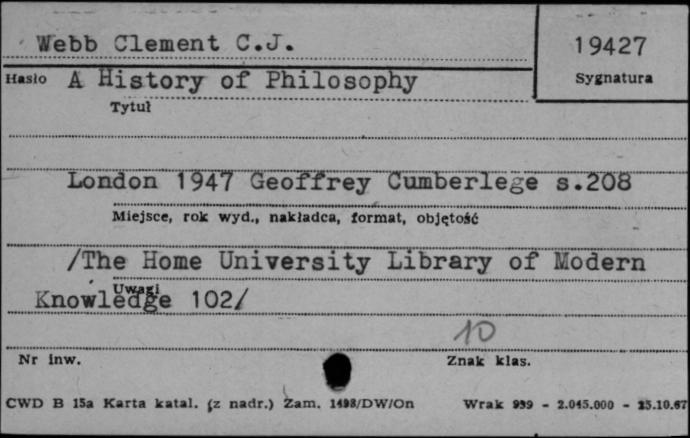 Webb Clement C.J.
19427
Hasło A History of Philosophy
Sygnatura
Tytuł
London 1947 Geoffrey Cumberlege s.208
Miejsce, rok wyd., nakładca, format, objętość
/The Home University Library of Modern
Uwagi
Knowledge 102/
10
Nr inw.
Znak klas.
CWD B 15a Karta katal. (z nadr.) Zam. 1498/DW/On Wrak 939 - 2.045.000 - 25.10.67